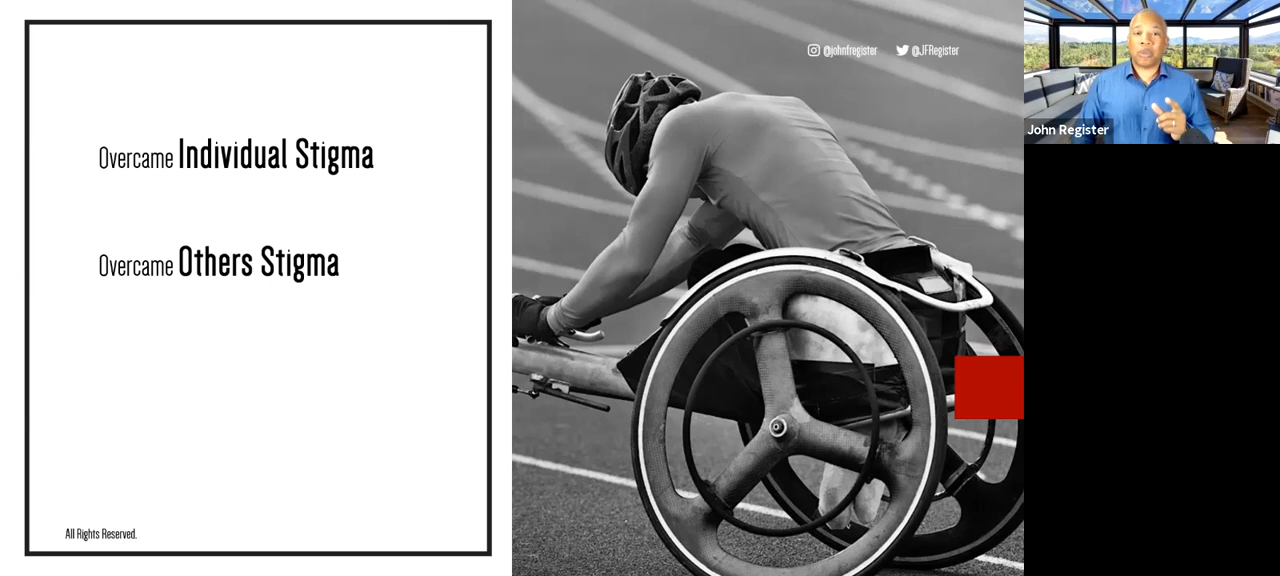 Overcame Individual Stigma
Overcame Others Stigma
All Rights Reserved.
@johnfregister @JFRegister
John Register